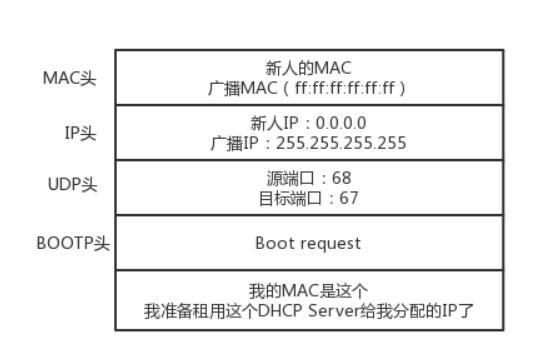 MAC头
新人的MAC
广播MAC（ff:ff:ff:ff:ff:ff）
IP头
新人IP：0.0.0.0
广播IP：255.255.255.255
UDP头
源端口：68
目标端口：67
BOOTP头
Boot request
我的MAC是这个
我准备租用这个DHCP Server给我分配的IP了